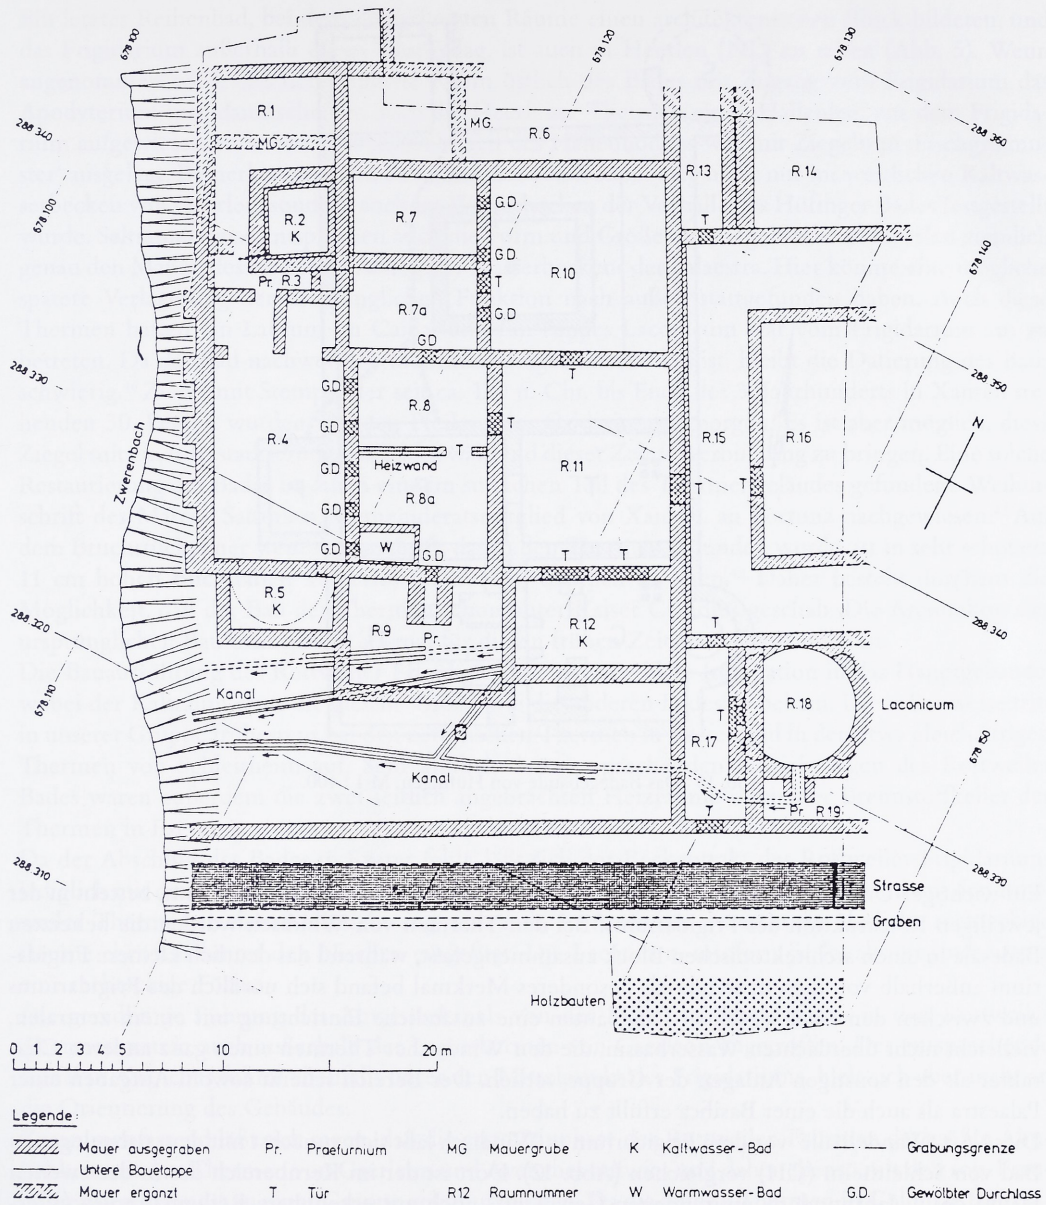 678 100
678 120
678 130
R.1
MG.
MG.
R 6
R.13
R 14
288 360
288 340
678 100
R.2
K
R.7
G.D.
GD
T
GD
R 10
T
678 140
Pr.
R 3
R.7a
GD
T
288 330
288 350
GD
GD
GD
GD
GD
R.4
R.8
T
Heizwand
T
R 8a
W
GD
R 11
T
T
T
R.15
T
R 16
N
Zwerenbach
R.5
K
R.9
Pr.
R.12
K
T
288 340
288 320
Kanal
678 110
Kanal
T
R.17
R.18
Laconicum
678 150
T
Pr.
R19
288 310
288 330
T
Strasse
Graben
Holzbauten
0 1 2 3 4 5 10 20 m
Legende:
Mauer ausgegraben Pr. Praefurnium MG Mauergrube K Kaltwasser-Bad Grabungsgrenze
Untere Bauetappe
Mauer ergänzt T Tür R12 Raumnummer W Warmwasser-Bad G.D. Gewölbter Durchlass